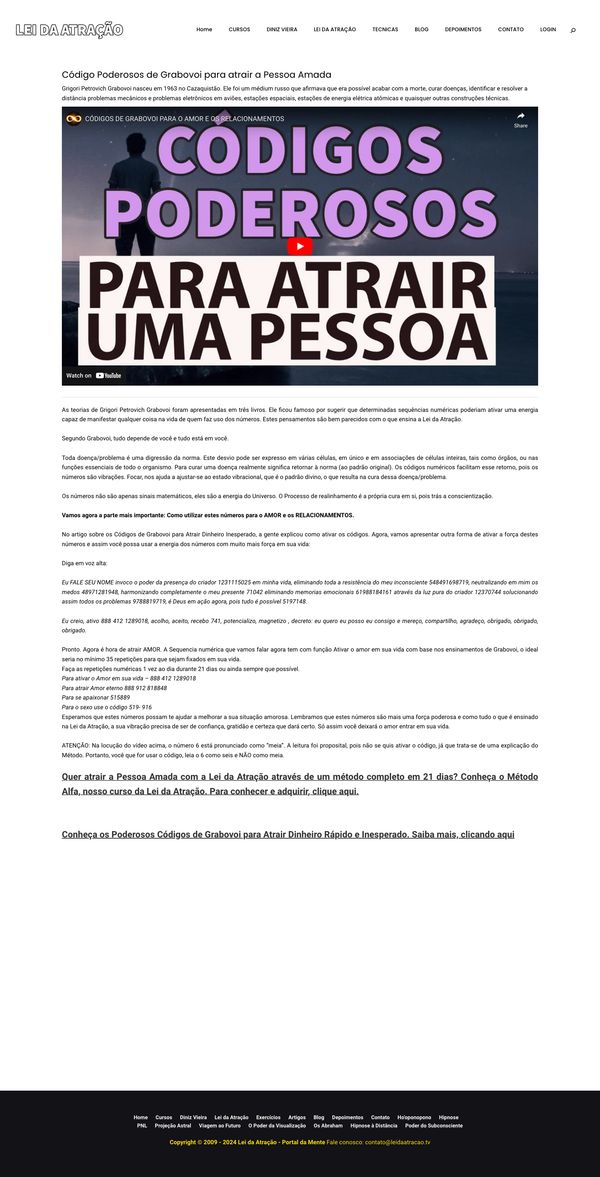 LEI DA ATRAÇÃO
Home CURSOS DINIZ VIEIRA LEI DA ATRAÇÃO TECNICAS BLOG DEPOIMENTOS CONTATO LOGIN
Código Poderosos de Grabovoi para atrair a Pessoa Amada
Grigori Petrovich Grabovoi nasceu em 1963 no Cazaquistão. Ele foi um médium russo que afirmava que era possível acabar com a morte, curar doenças, identificar e resolver a
distância problemas mecânicos e problemas eletrônicos em aviões, estações espaciais, estações de energia elétrica atômicas e quaisquer outras construções técnicas.
CÓDIGOS DE GRABOVOI PARA O AMOR E OS RELACIONAMENTOS
Share
CÓDIGOS
PODEROSOS
PARA ATRAIR
UMA PESSOA
Watch on YouTube
As teorias de Grigori Petrovich Grabovoi foram apresentadas em três livros. Ele ficou famoso por sugerir que determinadas sequências numéricas poderiam ativar uma energia
capaz de manifestar qualquer coisa na vida de quem faz uso dos números. Estes pensamentos são bem parecidos com o que ensina a Lei da Atração.
Segundo Grabovoi, tudo depende de você e tudo está em você.
Toda doença/problema é uma digressão da norma. Este desvio pode ser expresso em várias células, em único e em associações de células inteiras, tais como órgãos, ou nas
funções essenciais de todo o organismo. Para curar uma doença realmente significa retornar à norma (ao padrão original). Os códigos numéricos facilitam esse retorno, pois os
números são vibrações. Focar, nos ajuda a ajustar-se ao estado vibracional, que é o padrão divino, o que resulta na cura dessa doença/problema.
Os números não são apenas sinais matemáticos, eles são a energia do Universo. O Processo de realinhamento é a própria cura em si, pois trás a conscientização.
Vamos agora a parte mais importante: Como utilizar estes números para o AMOR e os RELACIONAMENTOS.
No artigo sobre os Códigos de Grabovoi para Atrair Dinheiro Inesperado, a gente explicou como ativar os códigos. Agora, vamos apresentar outra forma de ativar a força destes
números e assim você possa usar a energia dos números com muito mais força em sua vida:
Diga em voz alta:
Eu FALE SEU NOME invoco o poder da presença do criador 1231115025 em minha vida, eliminando toda a resistência do meu inconsciente 548491698719, neutralizando em mim os
medos 48971281948, harmonizando completamente o meu presente 71042 eliminando memorias emocionais 61988184161 através da luz pura do criador 12370744 solucionando
assim todos os problemas 9788819719, é Deus em ação agora, pois tudo é possível 5197148.
Eu creio, ativo 888 412 1289018, acolho, aceito, recebo 741, potencializo, magnetizo , decreto: eu quero eu posso eu consigo e mereço, compartilho, agradeço, obrigado, obrigado,
obrigado.
Pronto. Agora é hora de atrair AMOR. A Sequencia numérica que vamos falar agora tem com função Ativar o amor em sua vida com base nos ensinamentos de Grabovoi, o ideal
seria no mínimo 35 repetições para que sejam fixados em sua vida.
Faça as repetições numéricas 1 vez ao dia durante 21 dias ou ainda sempre que possível.
Para ativar o Amor em sua vida – 888 412 1289018
Para atrair Amor eterno 888 912 818848
Para se apaixonar 515889
Para o sexo use o código 519- 916
Esperamos que estes números possam te ajudar a melhorar a sua situação amorosa. Lembramos que estes números são mais uma força poderosa e como tudo o que é ensinado
na Lei da Atração, a sua vibração precisa de ser de confiança, gratidão e certeza que dará certo. Só assim você deixará o amor entrar em sua vida.
ATENÇÃO: Na locução do vídeo acima, o número 6 está pronunciado como "meia". A leitura foi proposital, pois não se quis ativar o código, já que trata-se de uma explicação do
Método. Portanto, você que for usar o código, leia o 6 como seis e NÃO como meia.
Quer atrair a Pessoa Amada com a Lei da Atração através de um método completo em 21 dias? Conheça o Método
Alfa, nosso curso da Lei da Atração. Para conhecer e adquirir, clique aqui.
Conheça os Poderosos Códigos de Grabovoi para Atrair Dinheiro Rápido e Inesperado. Saiba mais, clicando aqui
Home Cursos Diniz Vieira Lei da Atração Exercícios Artigos Blog Depoimentos Contato Ho'oponopono Hipnose
PNL Projeção Astral Viagem ao Futuro O Poder da Visualização Os Abraham Hipnose à Distância Poder do Subconsciente
Copyright © 2009 - 2024 Lei da Atração - Portal da Mente Fale conosco: contato@leidaatracao.tv